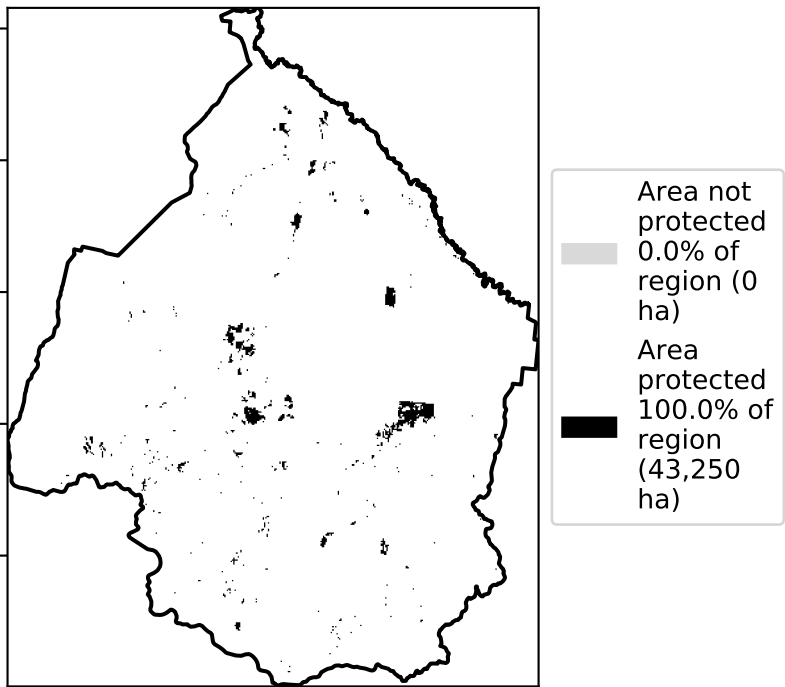 Area not
protected
0.0% of
region (0
ha)
Area
protected
100.0% of
region
(43,250
ha)